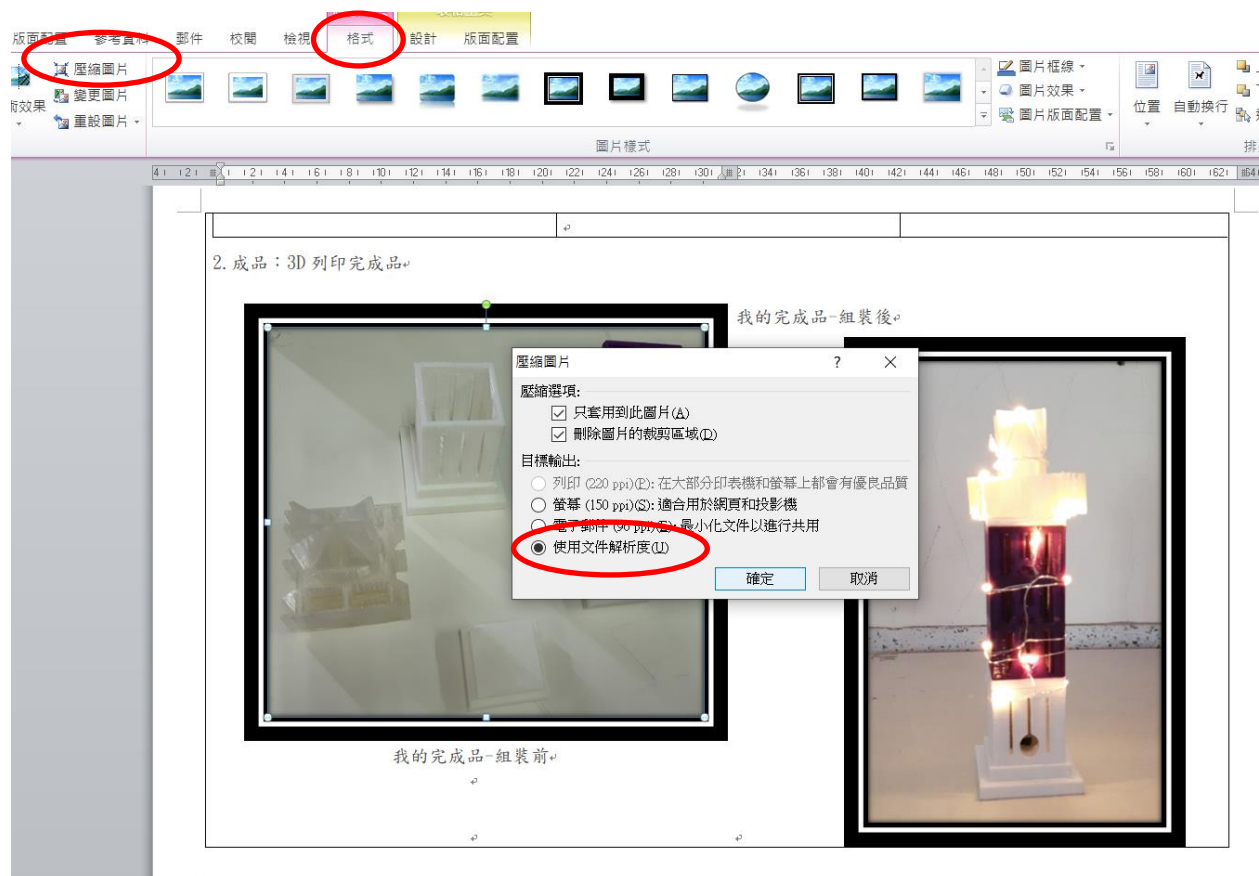 版面配置 參考資料 郵件 校閱 檢視 格式 設計 版面配置
壓縮圖片
變更圖片
重設圖片
效果
圖片框線
圖片效果
圖片版面配置
位置 自動換行
圖片樣式
2.成品：3D 列印完成品
我的完成品-組裝後
壓縮圖片 ?
壓縮選項:
只套用到此圖片(A)
刪除圖片的裁剪區域(D)
目標輸出:
列印 (220 ppi)(P): 在大部分印表機和螢幕上都會有優良品質
螢幕 (150 ppi)(S): 適合用於網頁和投影機
電子郵件 (96 ppi)(E): 最小化文件以進行共用
使用文件解析度(U)
確定 取消
我的完成品-組裝前